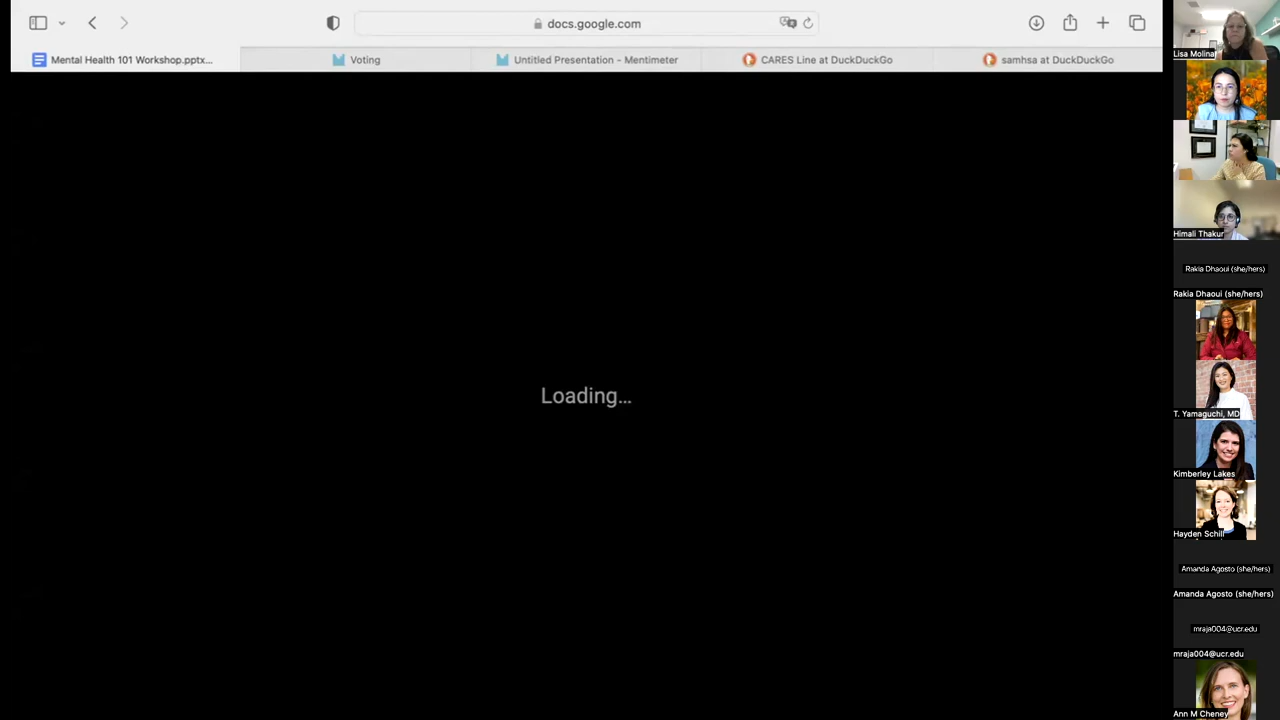 docs.google.com
Mental Health 101 Workshop.pptx...
Voting
Untitled Presentation - Mentimeter
CARES Line at DuckDuckGo
samhsa at DuckDuckGo
Loading...
Lisa Molina
Himali Thakur
Rakia Dhaoui (she/hers)
Rakia Dhaoui (she/hers)
T. Yamaguchi, MD
Kimberley Lakes
Hayden Schill
Amanda Agosto (she/hers)
Amanda Agosto (she/hers)
mraja004@ucr.edu
mraja004@ucr.edu
Ann M Cheney